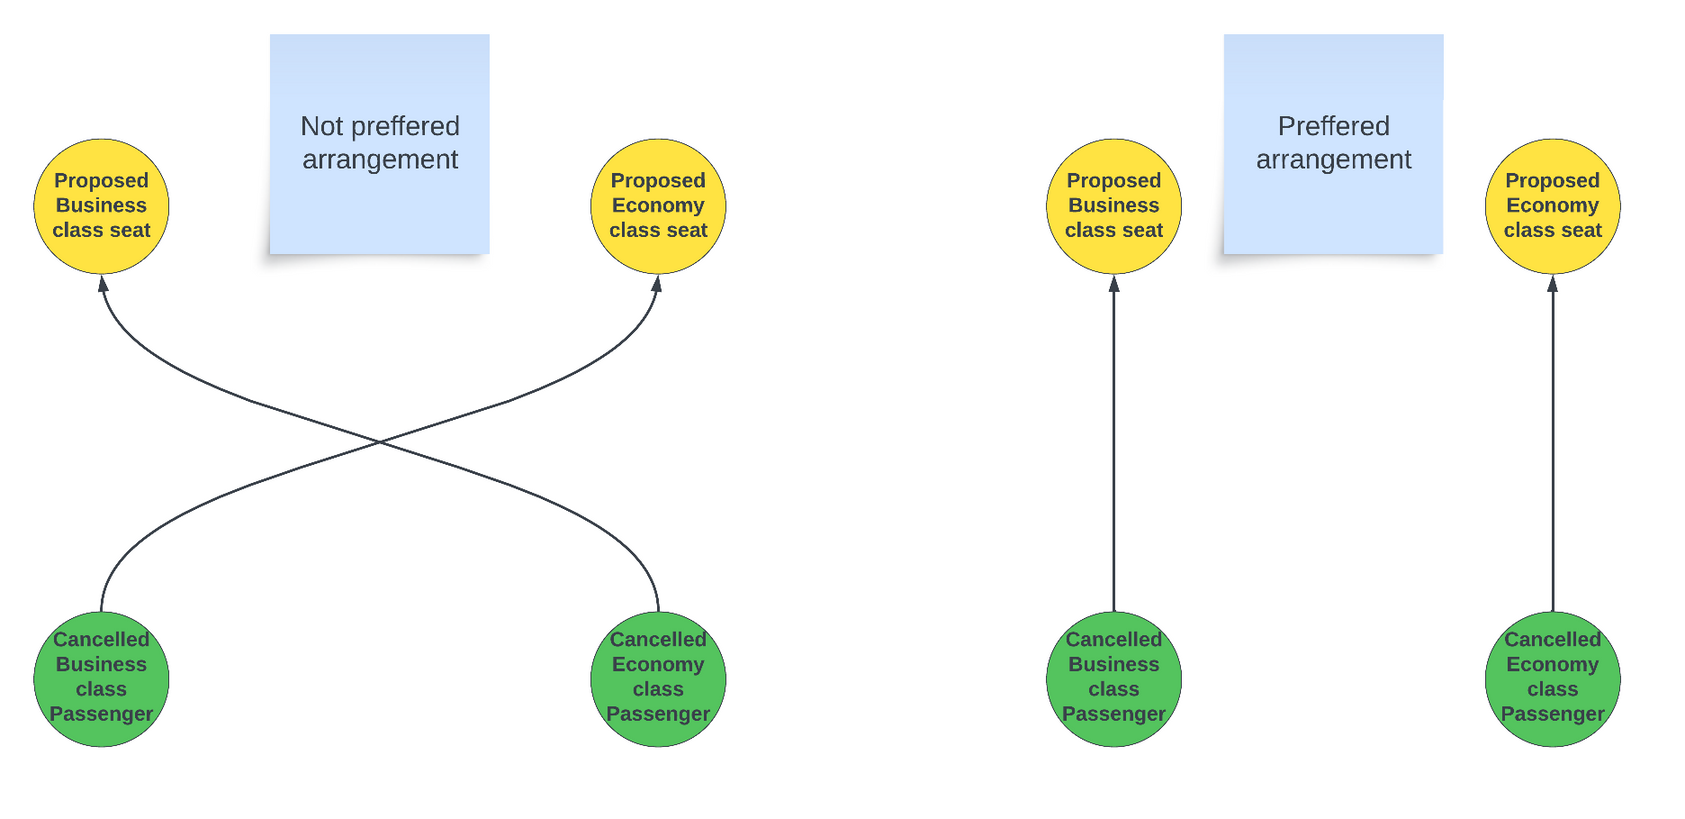 Not preffered
arrangement
Proposed
Business
class seat
Proposed
Economy
class seat
Cancelled
Business
class
Passenger
Cancelled
Economy
class
Passenger
Preffered
arrangement
Proposed
Business
class seat
Proposed
Economy
class seat
Cancelled
Business
class
Passenger
Cancelled
Economy
class
Passenger